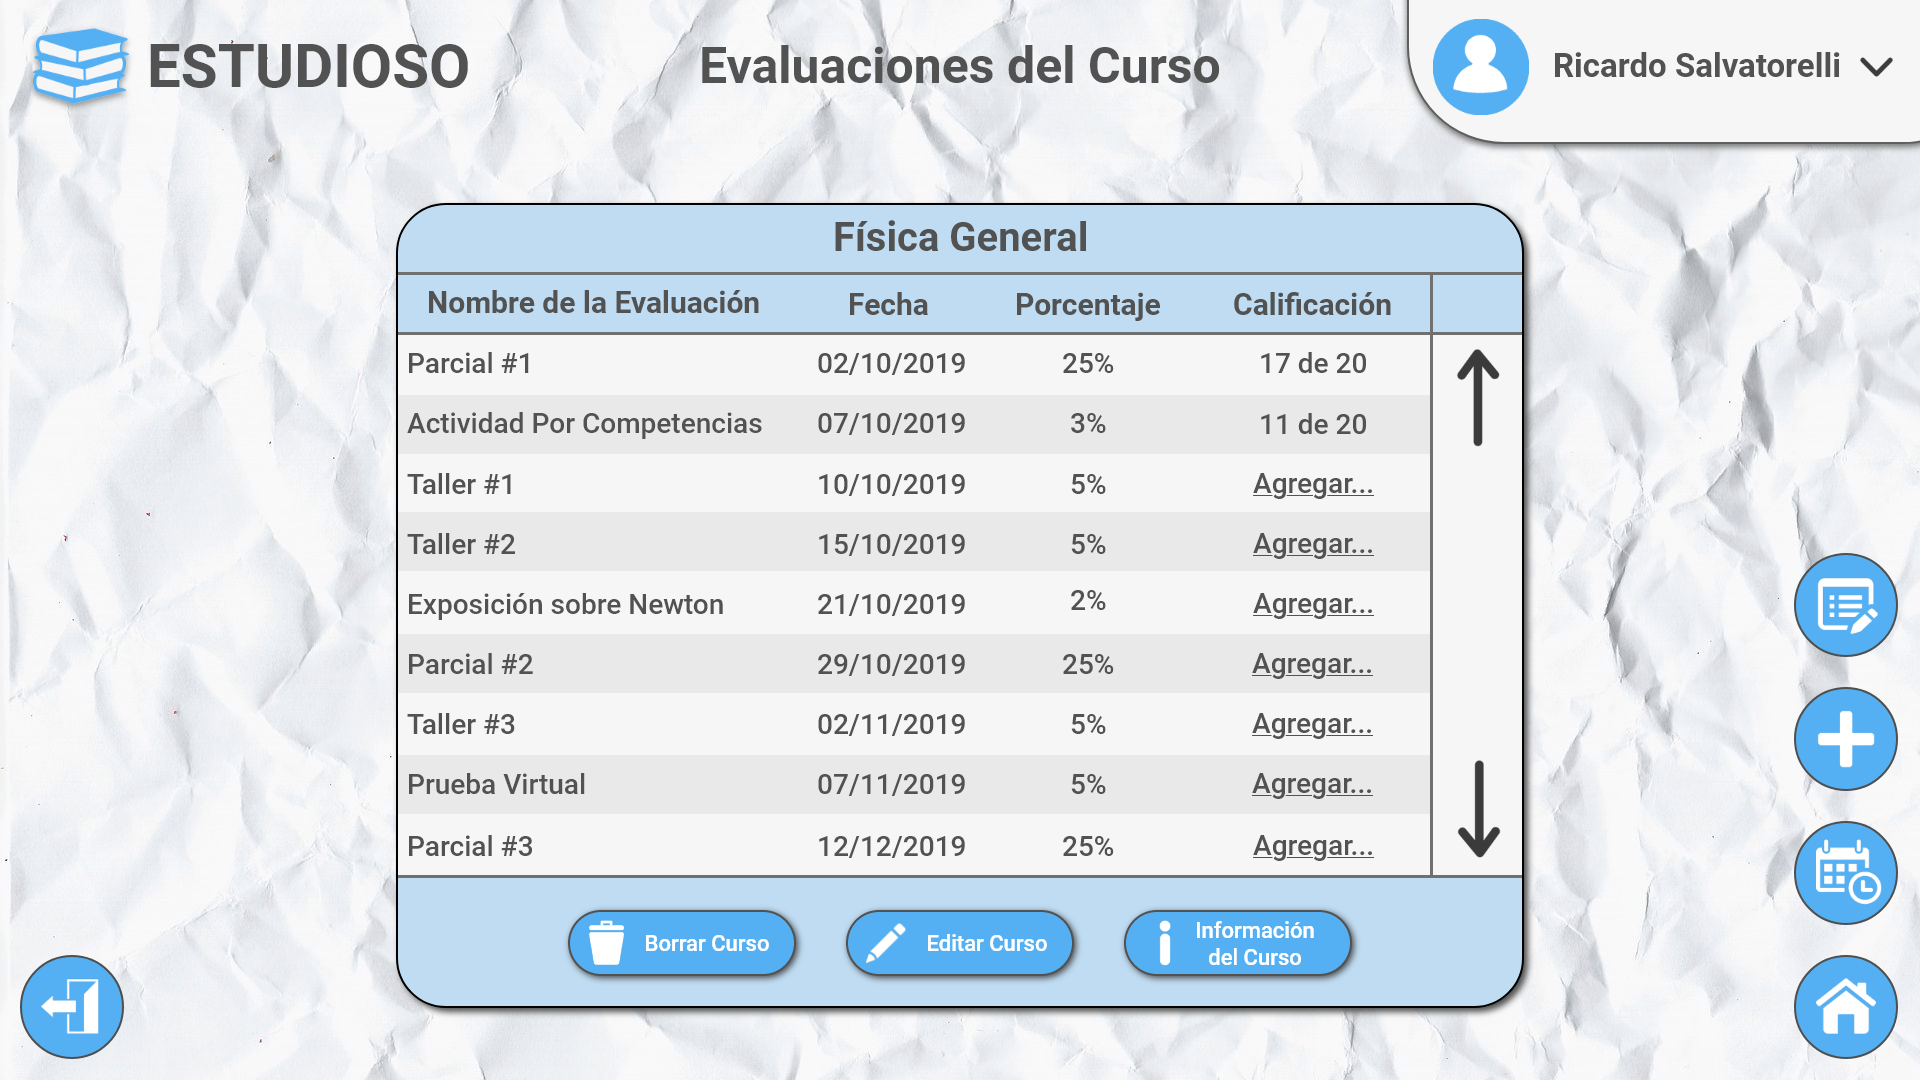 ESTUDIOSO
Evaluaciones del Curso
Ricardo Salvatorelli
Física General
Nombre de la Evaluación Fecha Porcentaje Calificación
Parcial #1 02/10/2019 25% 17 de 20
Actividad Por Competencias 07/10/2019 3% 11 de 20
Taller #1 10/10/2019 5% Agregar...
Taller #2 15/10/2019 5% Agregar...
Exposición sobre Newton 21/10/2019 2% Agregar...
Parcial #2 29/10/2019 25% Agregar...
Taller #3 02/11/2019 5% Agregar...
Prueba Virtual 07/11/2019 5% Agregar...
Parcial #3 12/12/2019 25% Agregar...
Borrar Curso
Editar Curso
Información
del Curso